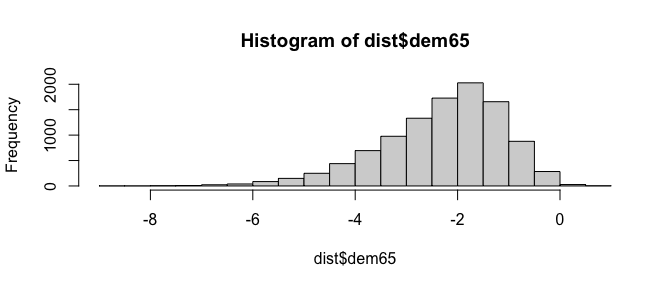 Histogram of dist$dem65
Frequency
2000
1000
0
-8 -6 -4 -2 0
dist$dem65